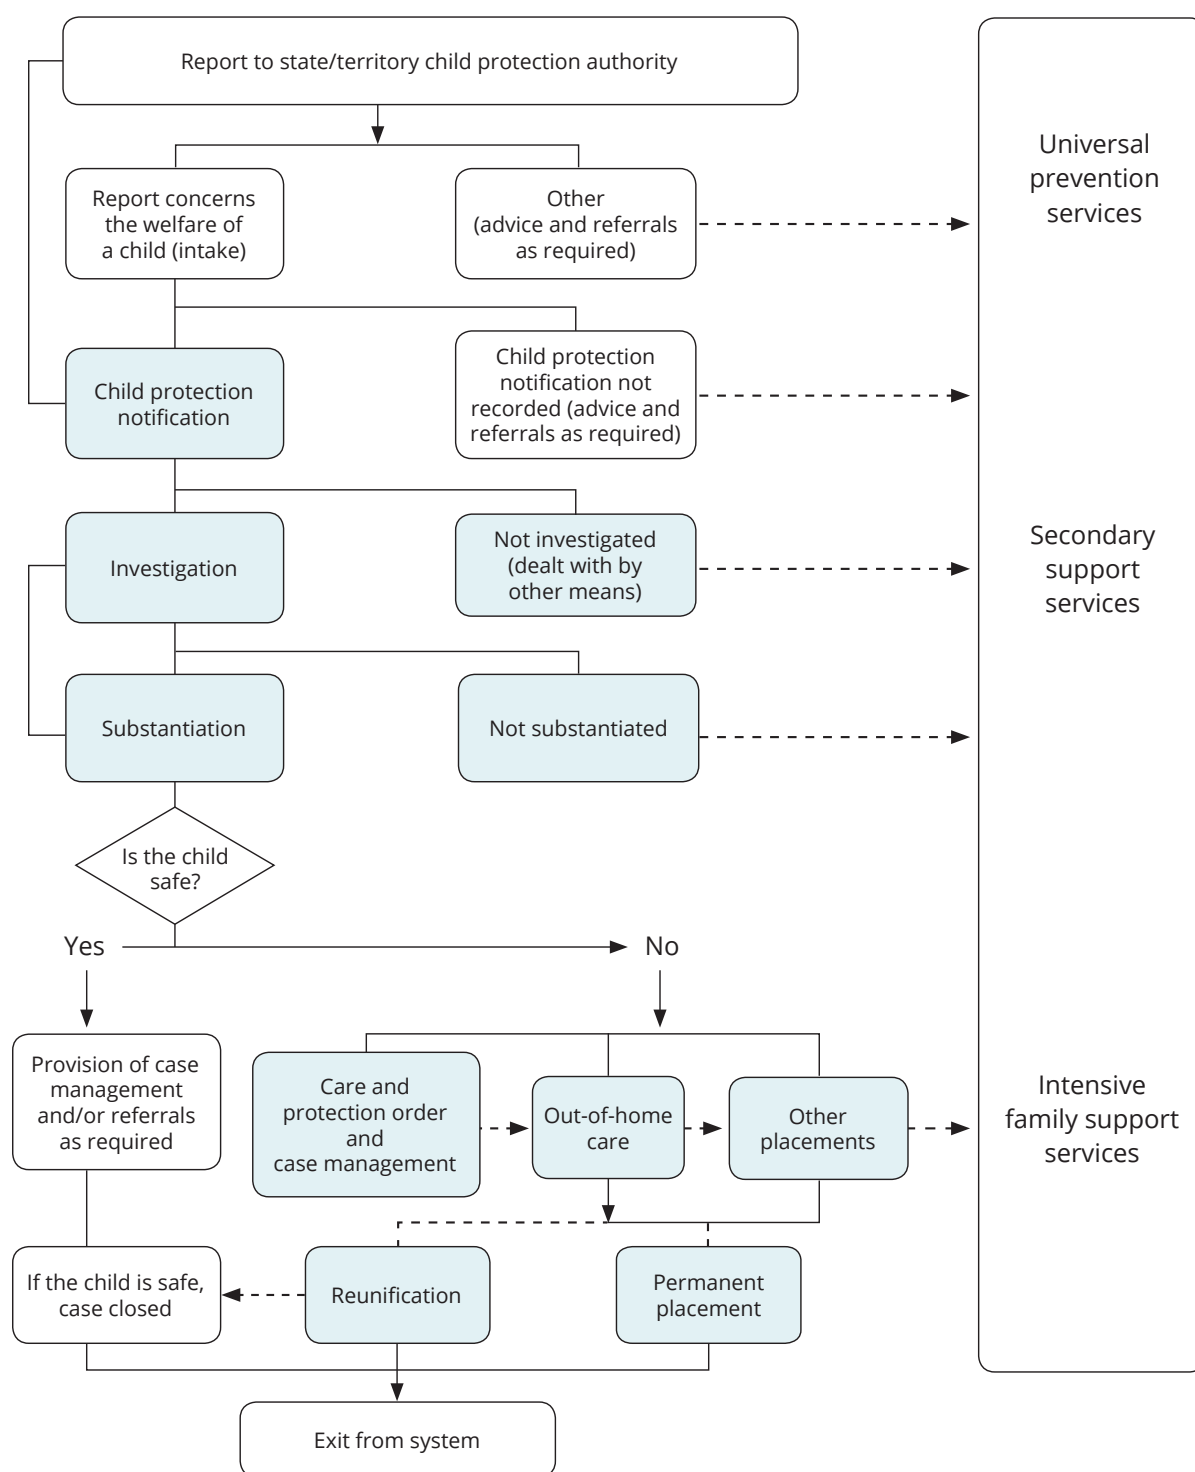 Report to state/territory child protection authority
Report concerns
the welfare of
a child (intake)
Other
(advice and referrals
as required)
Universal
prevention
services
Child protection
notification
Child protection
notification not
recorded (advice and
referrals as required)
Investigation
Not investigated
(dealt with by
other means)
Secondary
support
services
Substantiation
Not substantiated
Is the child
safe?
Yes
No
Provision of case
management
and/or referrals
as required
Care and
protection order
and
case management
Out-of-home
care
Other
placements
Intensive
family support
services
If the child is safe,
case closed
Reunification
Permanent
placement
Exit from system